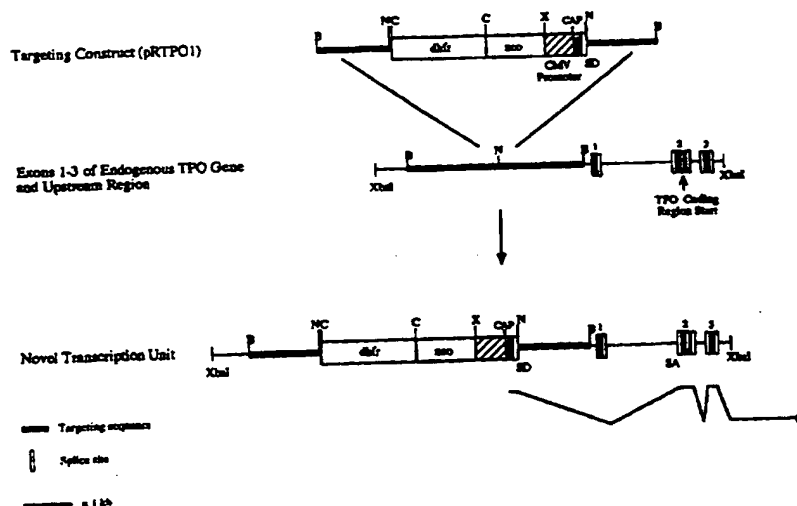 NC C X CAP N
B B
Targeting Construct (pRTPO1)
dhfr neo
CMV Promoter
SD
Exons 1-3 of Endogenous TPO Gene
and Upstream Region
B N B 1 2 3
XbaI XbaI
TPO Coding
Region Start
NC C X CAP N
B B 1 2 3
Novel Transcription Unit
XbaI dhfr neo SD SA XbaI
Targeting sequence
Splice site